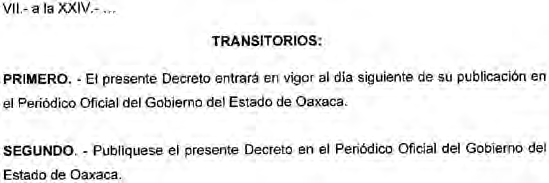 VII.- a la XXIV.- ...
TRANSITORIOS:
PRIMERO. - El presente Decreto entrará en vigor al día siguiente de su publicación en
el Periódico Oficial del Gobierno del Estado de Oaxaca.
SEGUNDO. - Publíquese el presente Decreto en el Periódico Oficial del Gobierno del
Estado de Oaxaca.